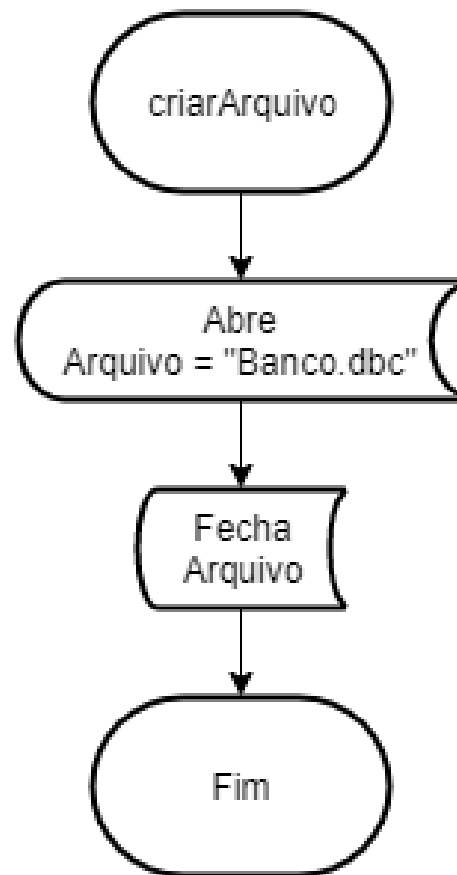 criarArquivo
Abre
Arquivo = "Banco.dbc"
Fecha
Arquivo
Fim